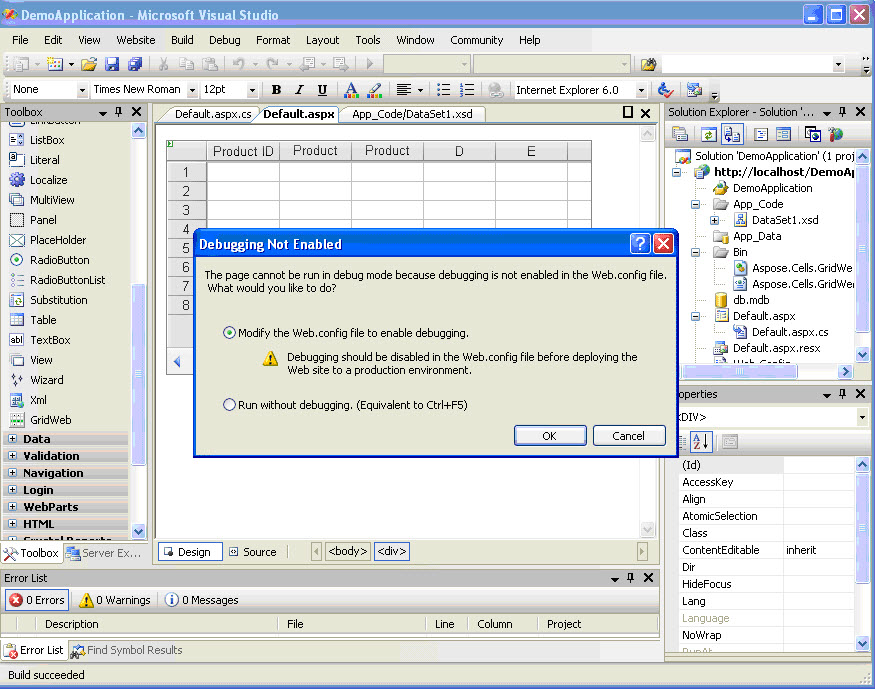 DemoApplication - Microsoft Visual Studio
File Edit View Website Build Debug Format Layout Tools Window Community Help
None Times New Roman 12pt B I U A Internet Explorer 6.0
Toolbox
LinkButton
ListBox
Literal
Localize
MultiView
Panel
PlaceHolder
RadioButton
RadioButtonList
Substitution
Table
TextBox
View
Wizard
Xml
GridWeb
Data
Validation
Navigation
Login
WebParts
HTML
Crystal Reports
Toolbox Server Ex...
Default.aspx.cs Default.aspx App_Code/DataSet1.xsd
Product ID Product Product D E
1
2
3
4
5
6
7
8
Debugging Not Enabled
The page cannot be run in debug mode because debugging is not enabled in the Web.config file.
What would you like to do?
Modify the Web.config file to enable debugging.
Debugging should be disabled in the Web.config file before deploying the
Web site to a production environment.
Run without debugging. (Equivalent to Ctrl+F5)
OK Cancel
Design Source <body> <div>
Solution Explorer - Solution '...
Solution 'DemoApplication' (1 proj
http://localhost/DemoAp
DemoApplication
App_Code
DataSet1.xsd
App_Data
Bin
Aspose.Cells.GridWe
Aspose.Cells.GridWe
db.mdb
Default.aspx
Default.aspx.cs
Default.aspx.resx
Web.Config
operties
<DIV>
(Id)
AccessKey
Align
AtomicSelection
Class
ContentEditable inherit
Dir
HideFocus
Lang
Language
NoWrap
RunAt
Error List
0 Errors 0 Warnings 0 Messages
Description File Line Column Project
Error List Find Symbol Results
Build succeeded